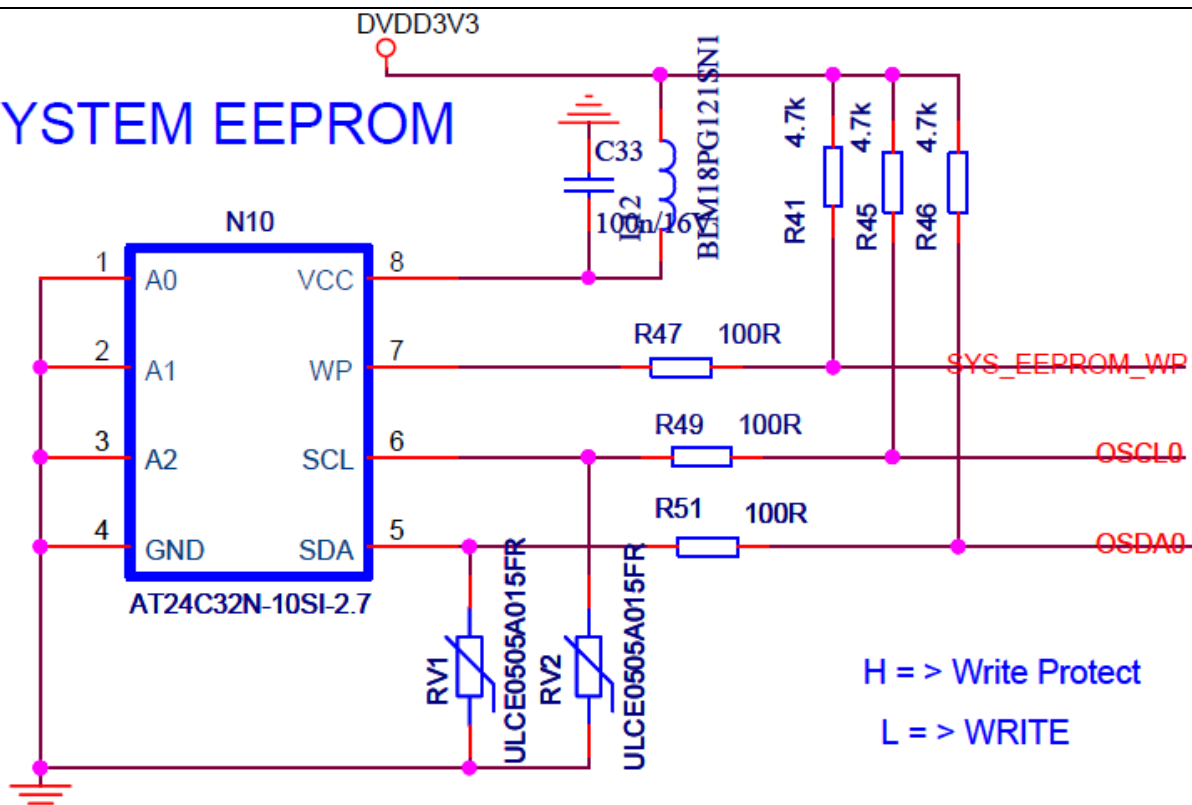 DVDD3V3
YSTEM EEPROM
C33
100n/16V
L12
BLM18PG121SN1
4.7k
R41
4.7k
R45
4.7k
R46
N10
1
A0
VCC
8
2
A1
WP
7
3
A2
SCL
6
4
GND
SDA
5
AT24C32N-10SI-2.7
R47 100R
SYS_EEPROM_WP
R49 100R
OSCL0
R51 100R
OSDA0
RV1
ULCE0505A015FR
RV2
ULCE0505A015FR
H = > Write Protect
L = > WRITE